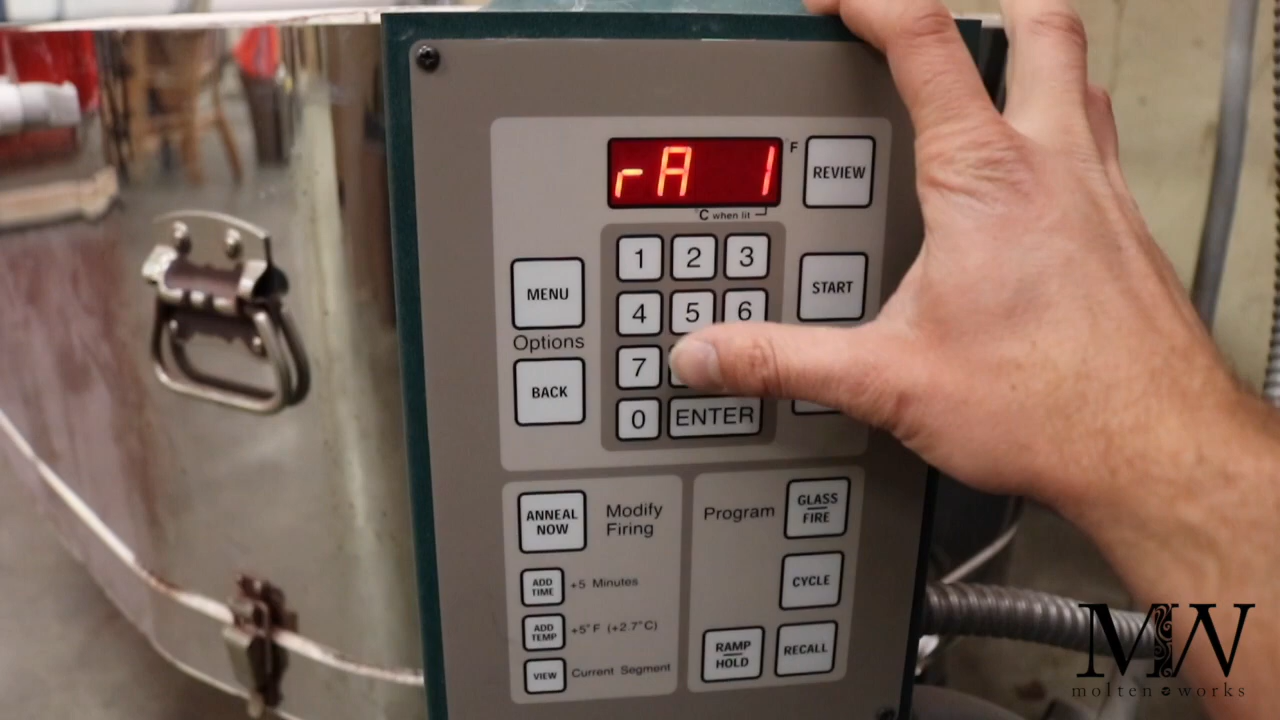 rA 1
°F
REVIEW
°C when lit
1 2 3
MENU
START
4 5 6
Options
7
BACK
0 ENTER
ANNEAL
NOW
Modify
Firing
Program
GLASS
FIRE
ADD
TIME
+5 Minutes
CYCLE
ADD
TEMP
+5°F (+2.7°C)
VIEW
Current Segment
RAMP
HOLD
RECALL
MW
molten works